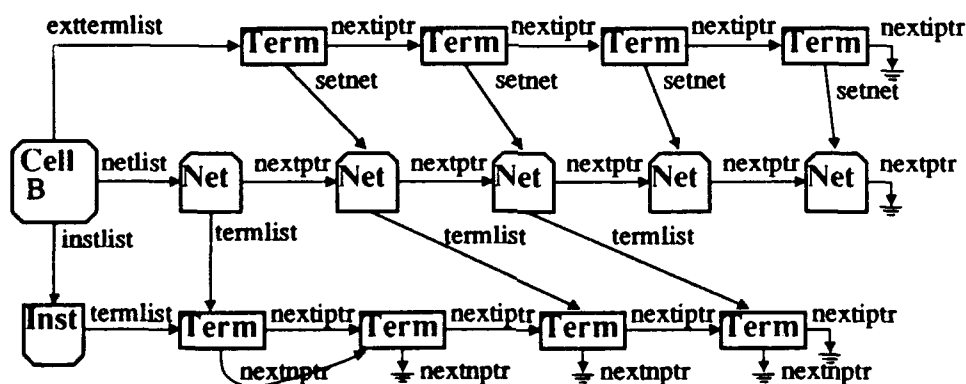 exttermlist Term nextiptr Term nextiptr Term nextiptr Term nextiptr
setnet setnet setnet setnet
Cell B netlist Net nextptr Net nextptr Net nextptr Net nextptr Net nextptr
instlist termlist termlist termlist
Inst termlist Term nextiptr Term nextiptr Term nextiptr Term nextiptr
nextnptr nextnptr nextnptr nextnptr